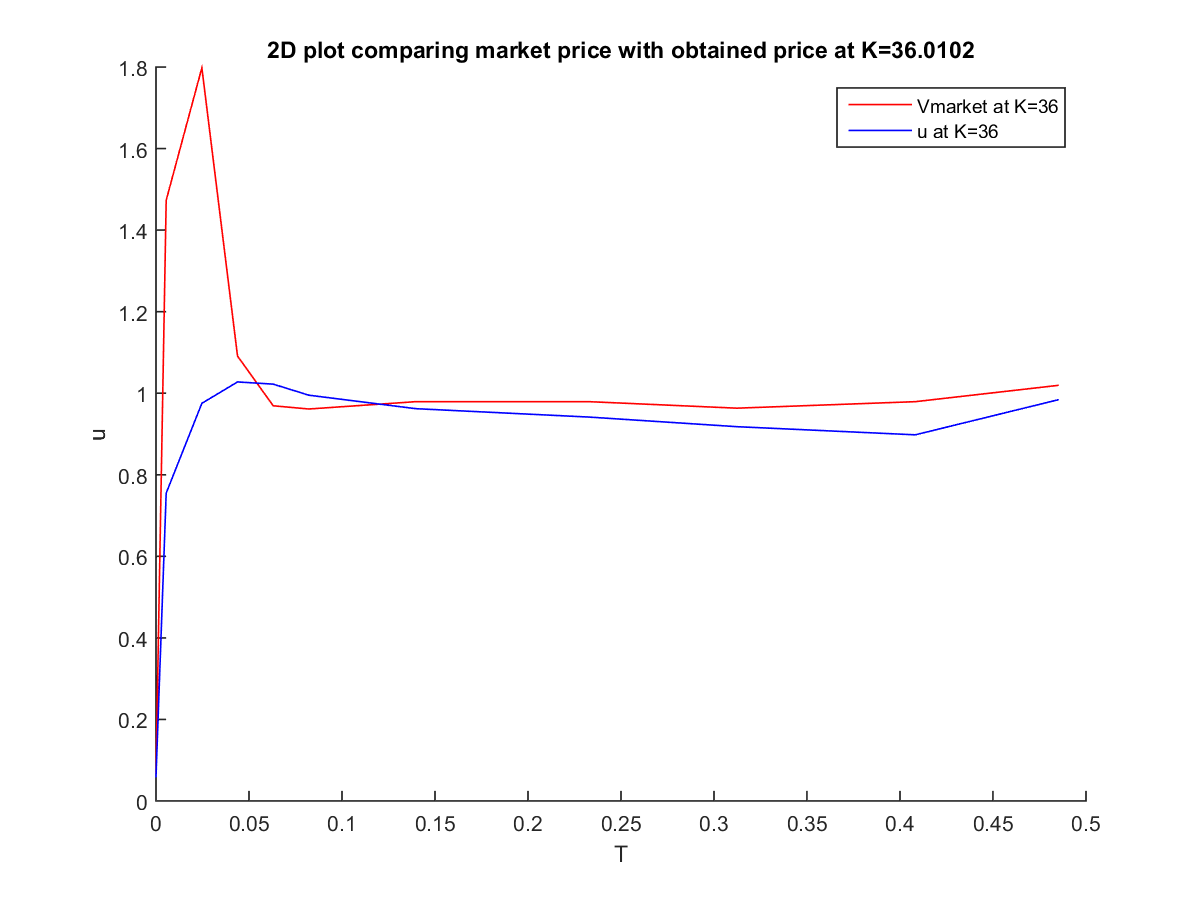 2D plot comparing market price with obtained price at K=36.0102
Vmarket at K=36
u at K=36
1.8
1.6
1.4
1.2
1
0.8
0.6
0.4
0.2
0
u
0 0.05 0.1 0.15 0.2 0.25 0.3 0.35 0.4 0.45 0.5
T